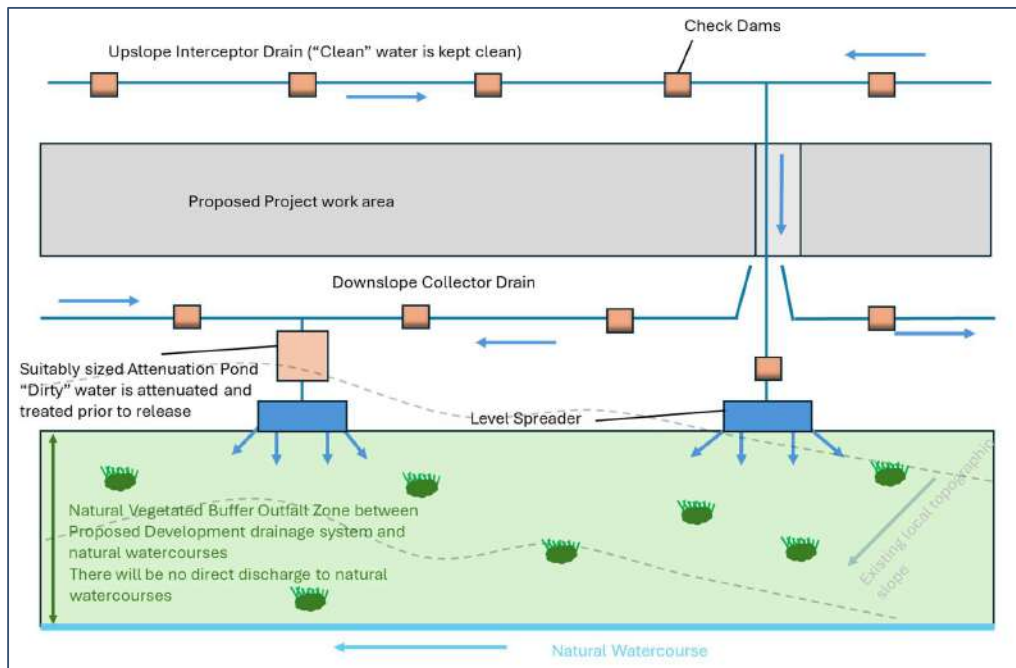 Check Dams
Upslope Interceptor Drain (“Clean” water is kept clean)
Proposed Project work area
Downslope Collector Drain
Suitably sized Attenuation Pond
“Dirty” water is attenuated and
treated prior to release
Level Spreader
Natural Vegetated Buffer Outfall Zone between
Proposed Development drainage system and
natural watercourses
There will be no direct discharge to natural
watercourses
Existing local topographic
slope
Natural Watercourse